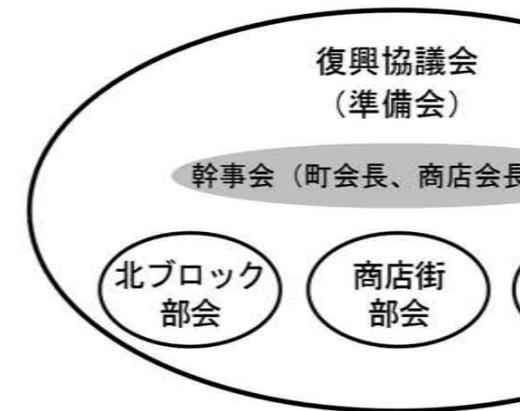 復興協議会
（準備会）
幹事会（町会長、商店会長
北ブロック
部会
商店街
部会